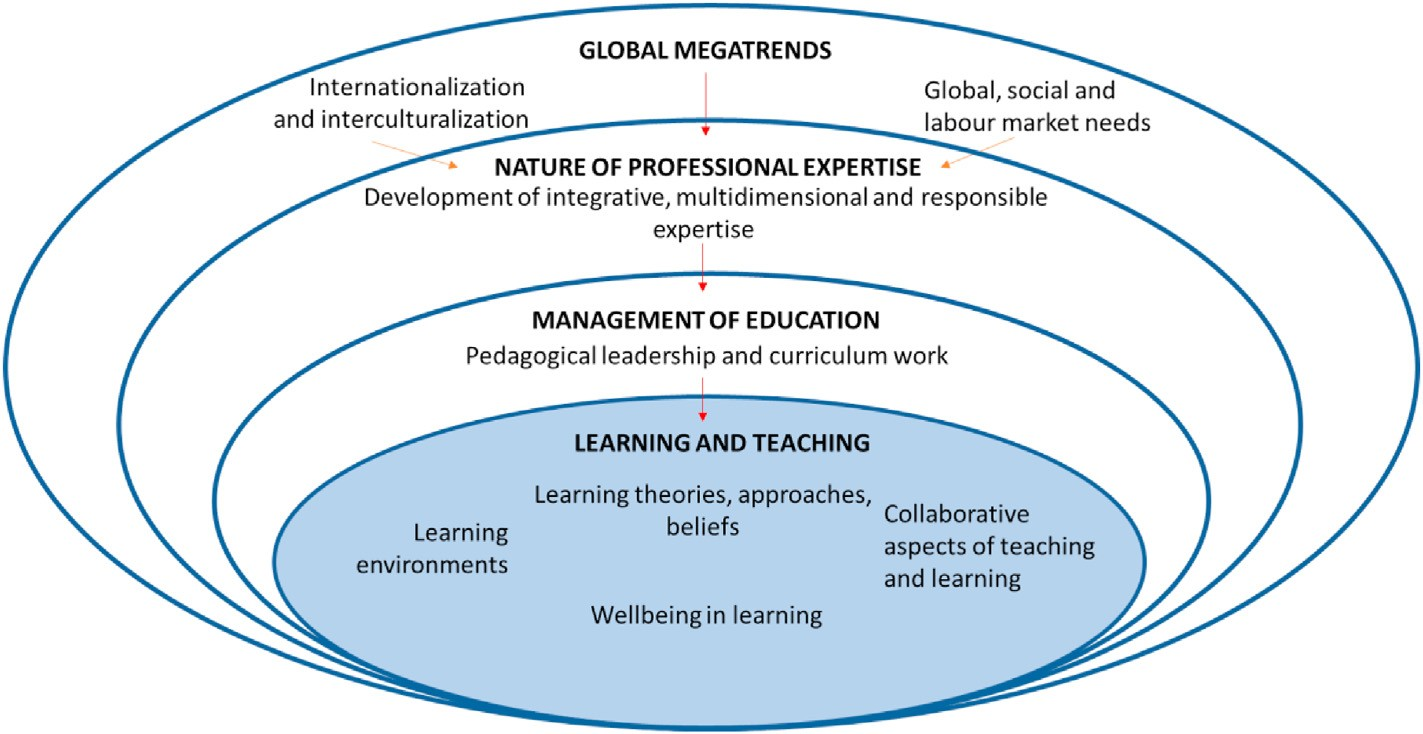 GLOBAL MEGATRENDS
Internationalization
and interculturalization
Global, social and
labour market needs
NATURE OF PROFESSIONAL EXPERTISE
Development of integrative, multidimensional and responsible
expertise
MANAGEMENT OF EDUCATION
Pedagogical leadership and curriculum work
LEARNING AND TEACHING
Learning theories, approaches,
beliefs
Learning
environments
Collaborative
aspects of teaching
and learning
Wellbeing in learning